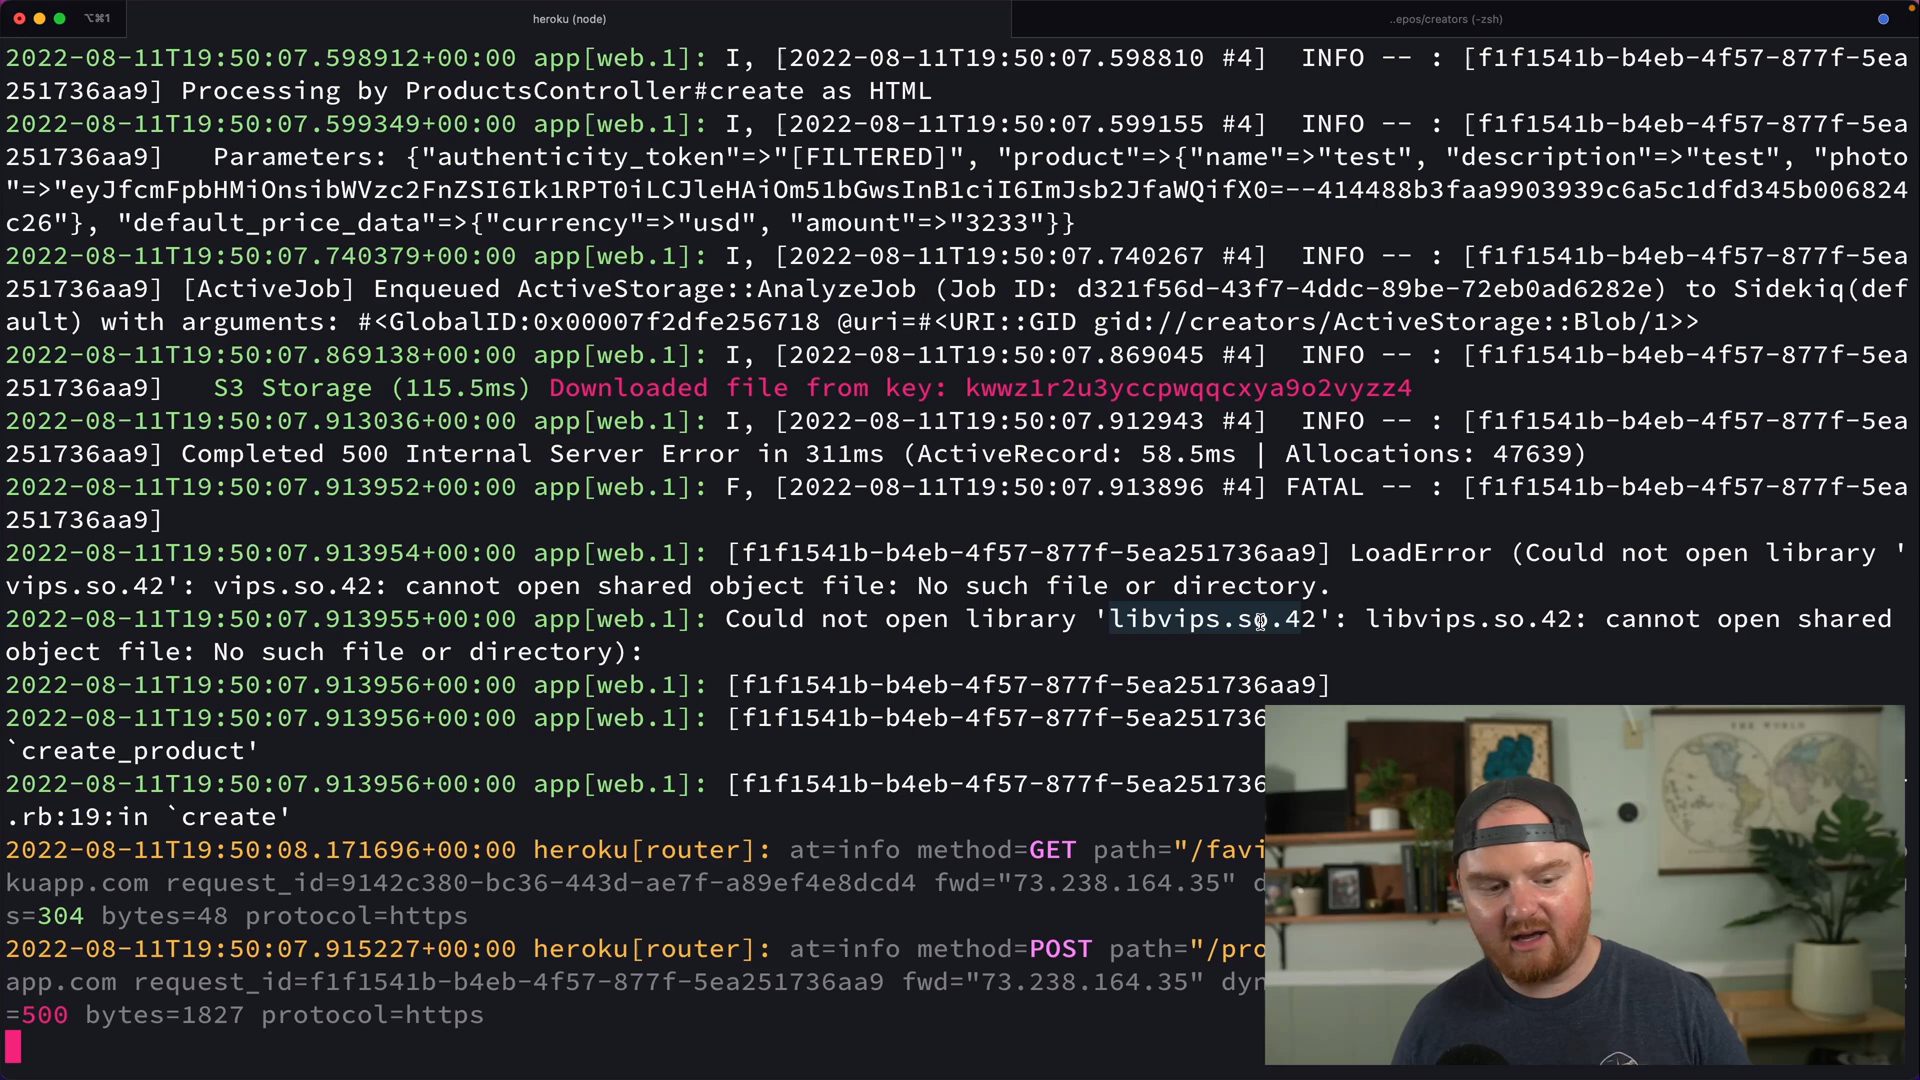 ⌥⌘1
heroku (node)
..epos/creators (-zsh)
2022-08-11T19:50:07.598912+00:00 app[web.1]: I, [2022-08-11T19:50:07.598810 #4]  INFO -- : [f1f1541b-b4eb-4f57-877f-5ea
251736aa9] Processing by ProductsController#create as HTML
2022-08-11T19:50:07.599349+00:00 app[web.1]: I, [2022-08-11T19:50:07.599155 #4]  INFO -- : [f1f1541b-b4eb-4f57-877f-5ea
251736aa9]   Parameters: {"authenticity_token"=>"[FILTERED]", "product"=>{"name"=>"test", "description"=>"test", "photo
"=>"eyJfcmFpbHMiOnsibWVzc2FnZSI6Ik1RPT0iLCJleHAiOm51bGwsInB1ciI6ImJsb2JfaWQifX0=--414488b3faa9903939c6a5c1dfd345b006824
c26"}, "default_price_data"=>{"currency"=>"usd", "amount"=>"3233"}}
2022-08-11T19:50:07.740379+00:00 app[web.1]: I, [2022-08-11T19:50:07.740267 #4]  INFO -- : [f1f1541b-b4eb-4f57-877f-5ea
251736aa9] [ActiveJob] Enqueued ActiveStorage::AnalyzeJob (Job ID: d321f56d-43f7-4ddc-89be-72eb0ad6282e) to Sidekiq(def
ault) with arguments: #<GlobalID:0x00007f2dfe256718 @uri=#<URI::GID gid://creators/ActiveStorage::Blob/1>>
2022-08-11T19:50:07.869138+00:00 app[web.1]: I, [2022-08-11T19:50:07.869045 #4]  INFO -- : [f1f1541b-b4eb-4f57-877f-5ea
251736aa9]   S3 Storage (115.5ms) Downloaded file from key: kwwz1r2u3yccpwqqcxya9o2vyzz4
2022-08-11T19:50:07.913036+00:00 app[web.1]: I, [2022-08-11T19:50:07.912943 #4]  INFO -- : [f1f1541b-b4eb-4f57-877f-5ea
251736aa9] Completed 500 Internal Server Error in 311ms (ActiveRecord: 58.5ms | Allocations: 47639)
2022-08-11T19:50:07.913952+00:00 app[web.1]: F, [2022-08-11T19:50:07.913896 #4] FATAL -- : [f1f1541b-b4eb-4f57-877f-5ea
251736aa9]
2022-08-11T19:50:07.913954+00:00 app[web.1]: [f1f1541b-b4eb-4f57-877f-5ea251736aa9] LoadError (Could not open library '
vips.so.42': vips.so.42: cannot open shared object file: No such file or directory.
2022-08-11T19:50:07.913955+00:00 app[web.1]: Could not open library 'libvips.so.42': libvips.so.42: cannot open shared
object file: No such file or directory):
2022-08-11T19:50:07.913956+00:00 app[web.1]: [f1f1541b-b4eb-4f57-877f-5ea251736aa9]
2022-08-11T19:50:07.913956+00:00 app[web.1]: [f1f1541b-b4eb-4f57-877f-5ea251736
`create_product'
2022-08-11T19:50:07.913956+00:00 app[web.1]: [f1f1541b-b4eb-4f57-877f-5ea251736
.rb:19:in `create'
2022-08-11T19:50:08.171696+00:00 heroku[router]: at=info method=GET path="/favi
kuapp.com request_id=9142c380-bc36-443d-ae7f-a89ef4e8dcd4 fwd="73.238.164.35" d
s=304 bytes=48 protocol=https
2022-08-11T19:50:07.915227+00:00 heroku[router]: at=info method=POST path="/pro
app.com request_id=f1f1541b-b4eb-4f57-877f-5ea251736aa9 fwd="73.238.164.35" dyn
=500 bytes=1827 protocol=https
THE WORLD